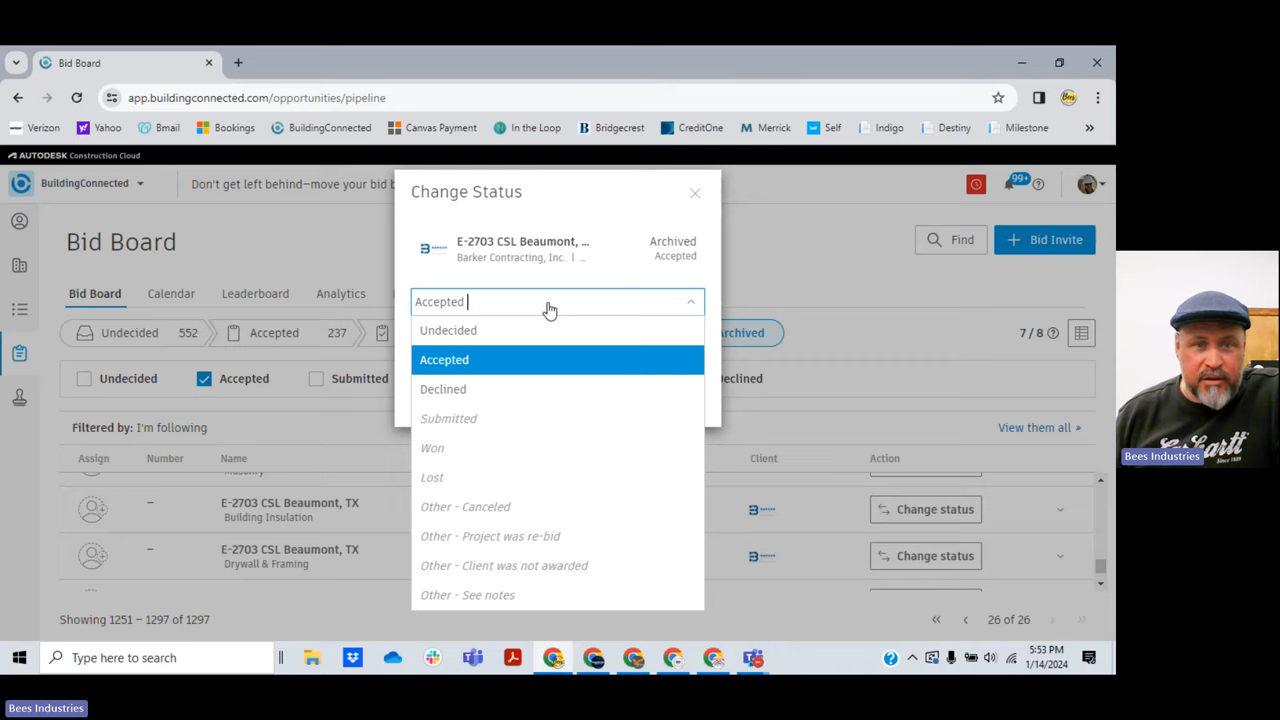 Bid Board
app.buildingconnected.com/opportunities/pipeline
Verizon
Yahoo
Bmail
Bookings
BuildingConnected
Canvas Payment
In the Loop
Bridgecrest
CreditOne
Merrick
Self
Indigo
Destiny
Milestone
AUTODESK Construction Cloud
BuildingConnected
Don't get left behind—move your bid b
99+
Change Status
E-2703 CSL Beaumont, ...
Archived
Barker Contracting, Inc. | ...
Accepted
Bid Board
Find
+ Bid Invite
Bid Board
Calendar
Leaderboard
Analytics
Accepted
Undecided 552
Accepted 237
Archived
7 / 8
Undecided
Accepted
Submitted
Declined
Undecided
Accepted
Declined
Submitted
Won
Lost
Other - Canceled
Other - Project was re-bid
Other - Client was not awarded
Other - See notes
Filtered by: I'm following
View them all »
Assign
Number
Name
Client
Action
Masonry
– E-2703 CSL Beaumont, TX
Building Insulation
Change status
– E-2703 CSL Beaumont, TX
Drywall & Framing
Change status
Showing 1251 – 1297 of 1297
26 of 26
Type here to search
5:53 PM
1/14/2024
carhartt
Since 1889
Bees Industries
Bees Industries